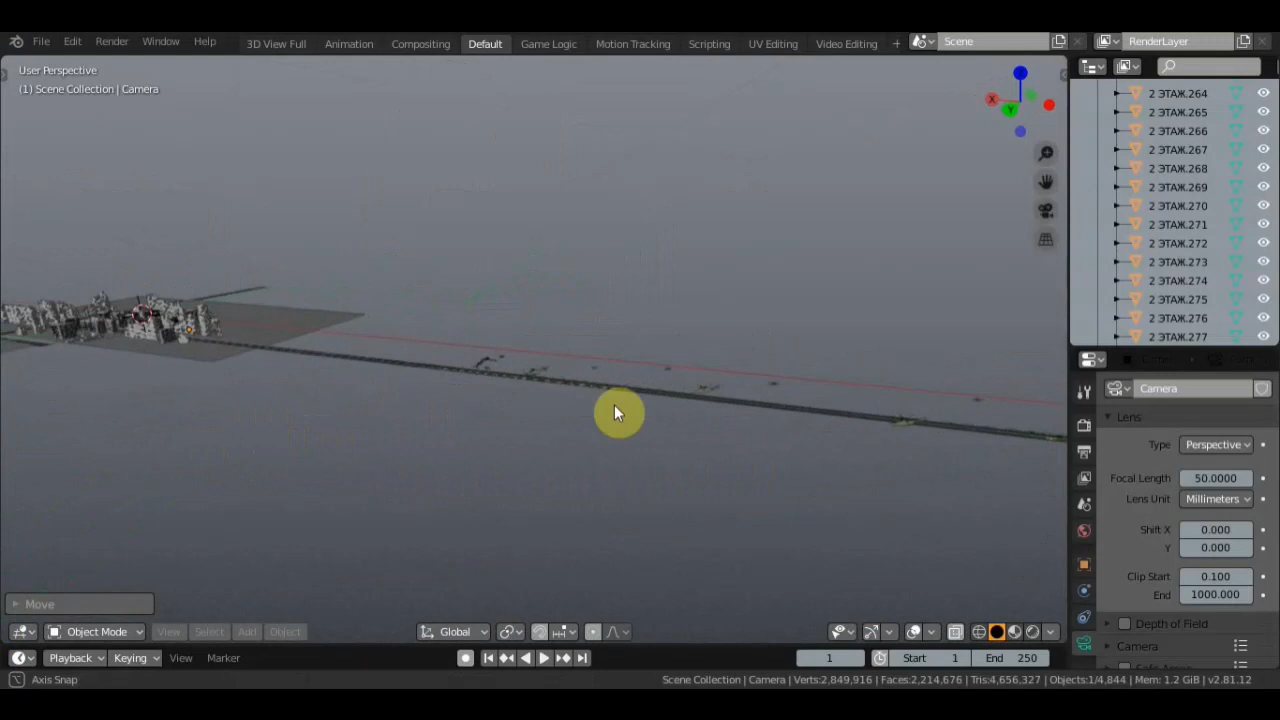 File Edit Render Window Help
3D View Full Animation Compositing Default Game Logic Motion Tracking Scripting UV Editing Video Editing + Scene RenderLayer
User Perspective
(1) Scene Collection | Camera
X
Y
2 ЭТАЖ.264
2 ЭТАЖ.265
2 ЭТАЖ.266
2 ЭТАЖ.267
2 ЭТАЖ.268
2 ЭТАЖ.269
2 ЭТАЖ.270
2 ЭТАЖ.271
2 ЭТАЖ.272
2 ЭТАЖ.273
2 ЭТАЖ.274
2 ЭТАЖ.275
2 ЭТАЖ.276
2 ЭТАЖ.277
Camera
Lens
Type Perspective
Focal Length 50.0000
Lens Unit Millimeters
Shift X 0.000
Y 0.000
Clip Start 0.100
End 1000.000
Depth of Field
Camera
Move
Object Mode View Select Add Object Global
Playback Keying View Marker 1 Start 1 End 250
Axis Snap
Scene Collection | Camera | Verts:2,849,916 | Faces:2,214,676 | Tris:4,656,327 | Objects:1/4,844 | Mem: 1.2 GiB | v2.81.12